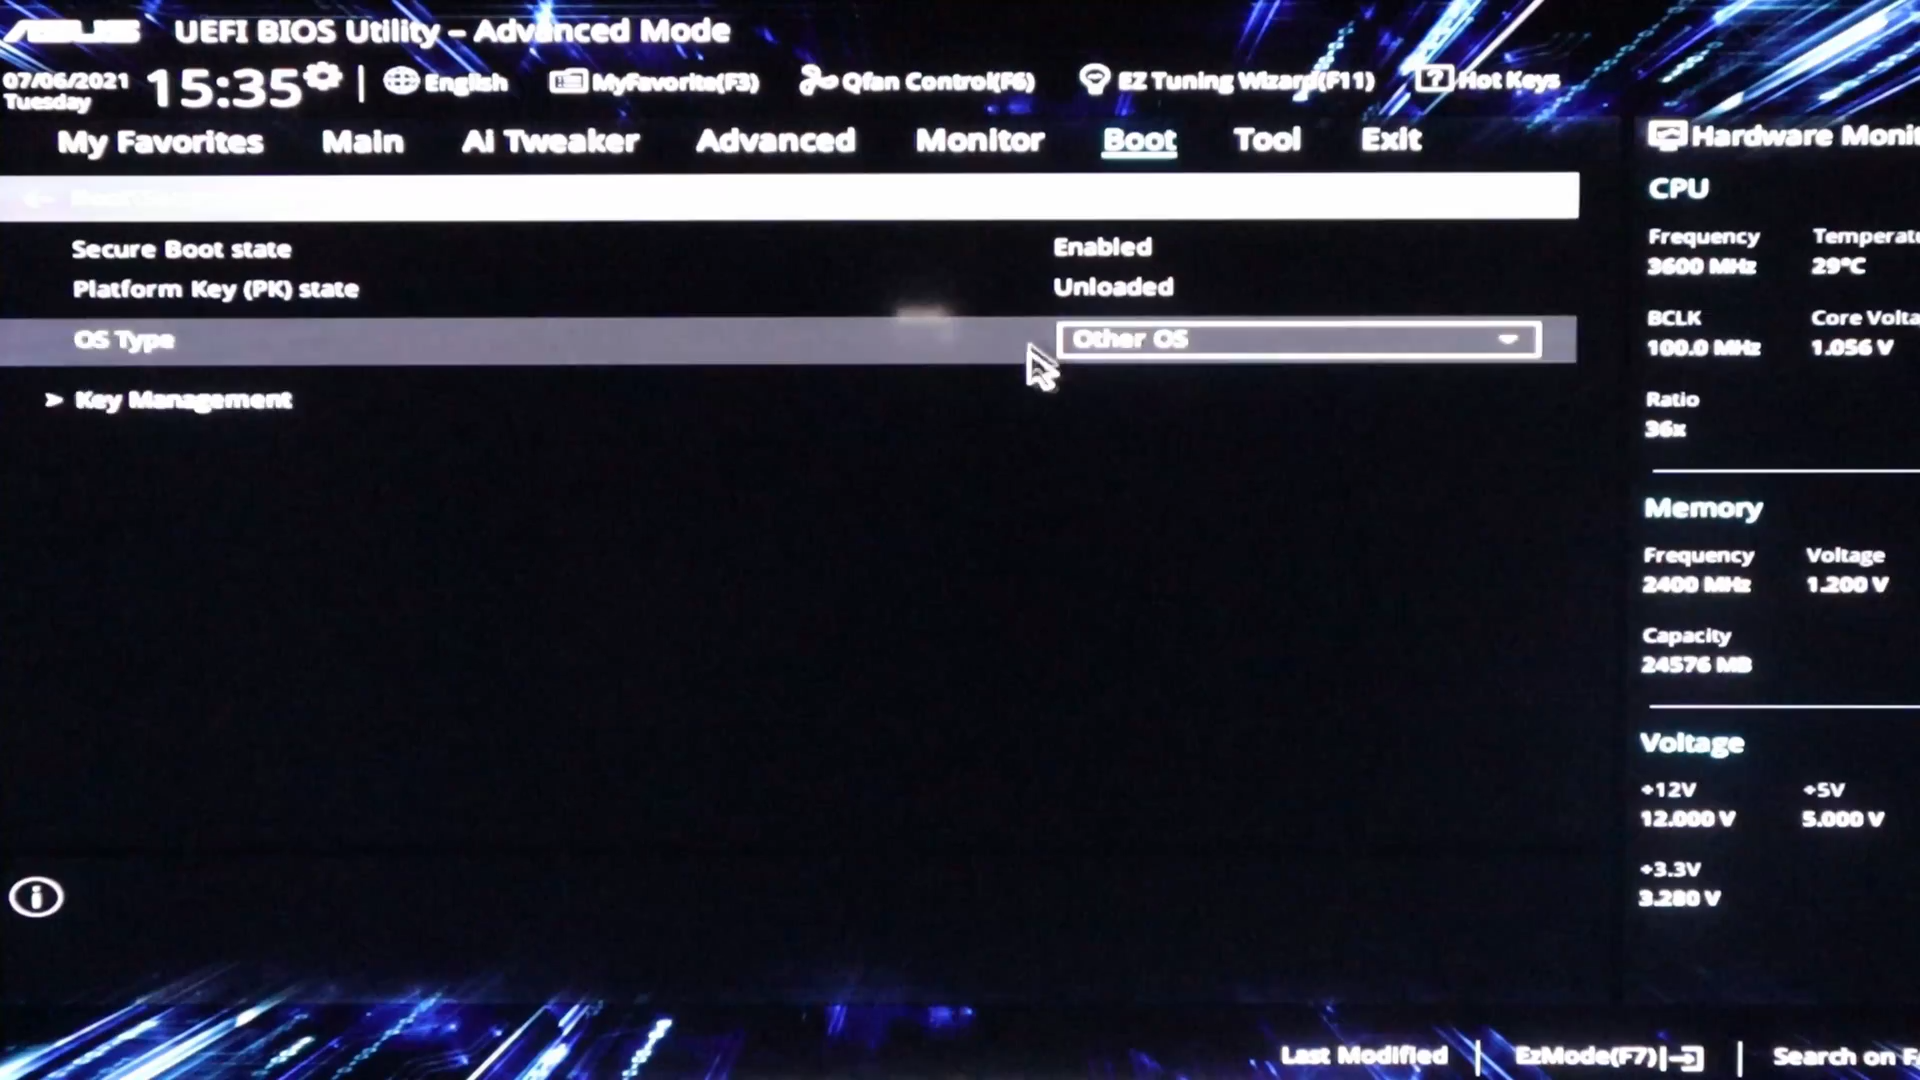 ASUS UEFI BIOS Utility – Advanced Mode
07/06/2021
Tuesday
15:35
English
MyFavorite(F3)
Qfan Control(F6)
EZ Tuning Wizard(F11)
Hot Keys
My Favorites Main Ai Tweaker Advanced Monitor Boot Tool Exit
Secure Boot state Enabled
Platform Key (PK) state Unloaded
OS Type Other OS
> Key Management
Hardware Monit
CPU
Frequency Temperatu
3600 MHz 29°C
BCLK Core Volta
100.0 MHz 1.056 V
Ratio
36x
Memory
Frequency Voltage
2400 MHz 1.200 V
Capacity
24576 MB
Voltage
+12V +5V
12.000 V 5.000 V
+3.3V
3.280 V
Last Modified
EzMode(F7)
Search on F